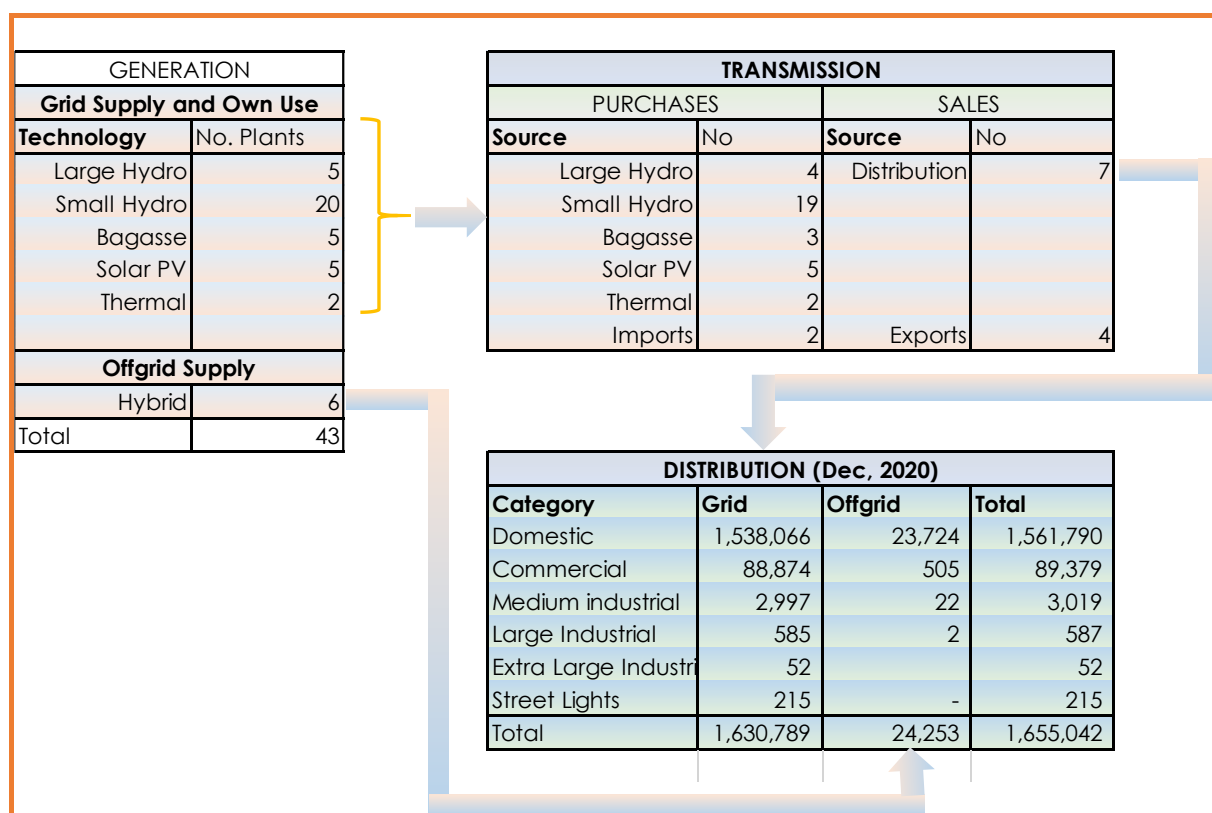 GENERATION
Grid Supply and Own Use
Technology No. Plants
Large Hydro 5
Small Hydro 20
Bagasse 5
Solar PV 5
Thermal 2
Offgrid Supply
Hybrid 6
Total 43
TRANSMISSION
PURCHASES SALES
Source No Source No
Large Hydro 4 Distribution 7
Small Hydro 19
Bagasse 3
Solar PV 5
Thermal 2
Imports 2 Exports 4
DISTRIBUTION (Dec, 2020)
Category Grid Offgrid Total
Domestic 1,538,066 23,724 1,561,790
Commercial 88,874 505 89,379
Medium industrial 2,997 22 3,019
Large Industrial 585 2 587
Extra Large Industri 52 52
Street Lights 215 - 215
Total 1,630,789 24,253 1,655,042